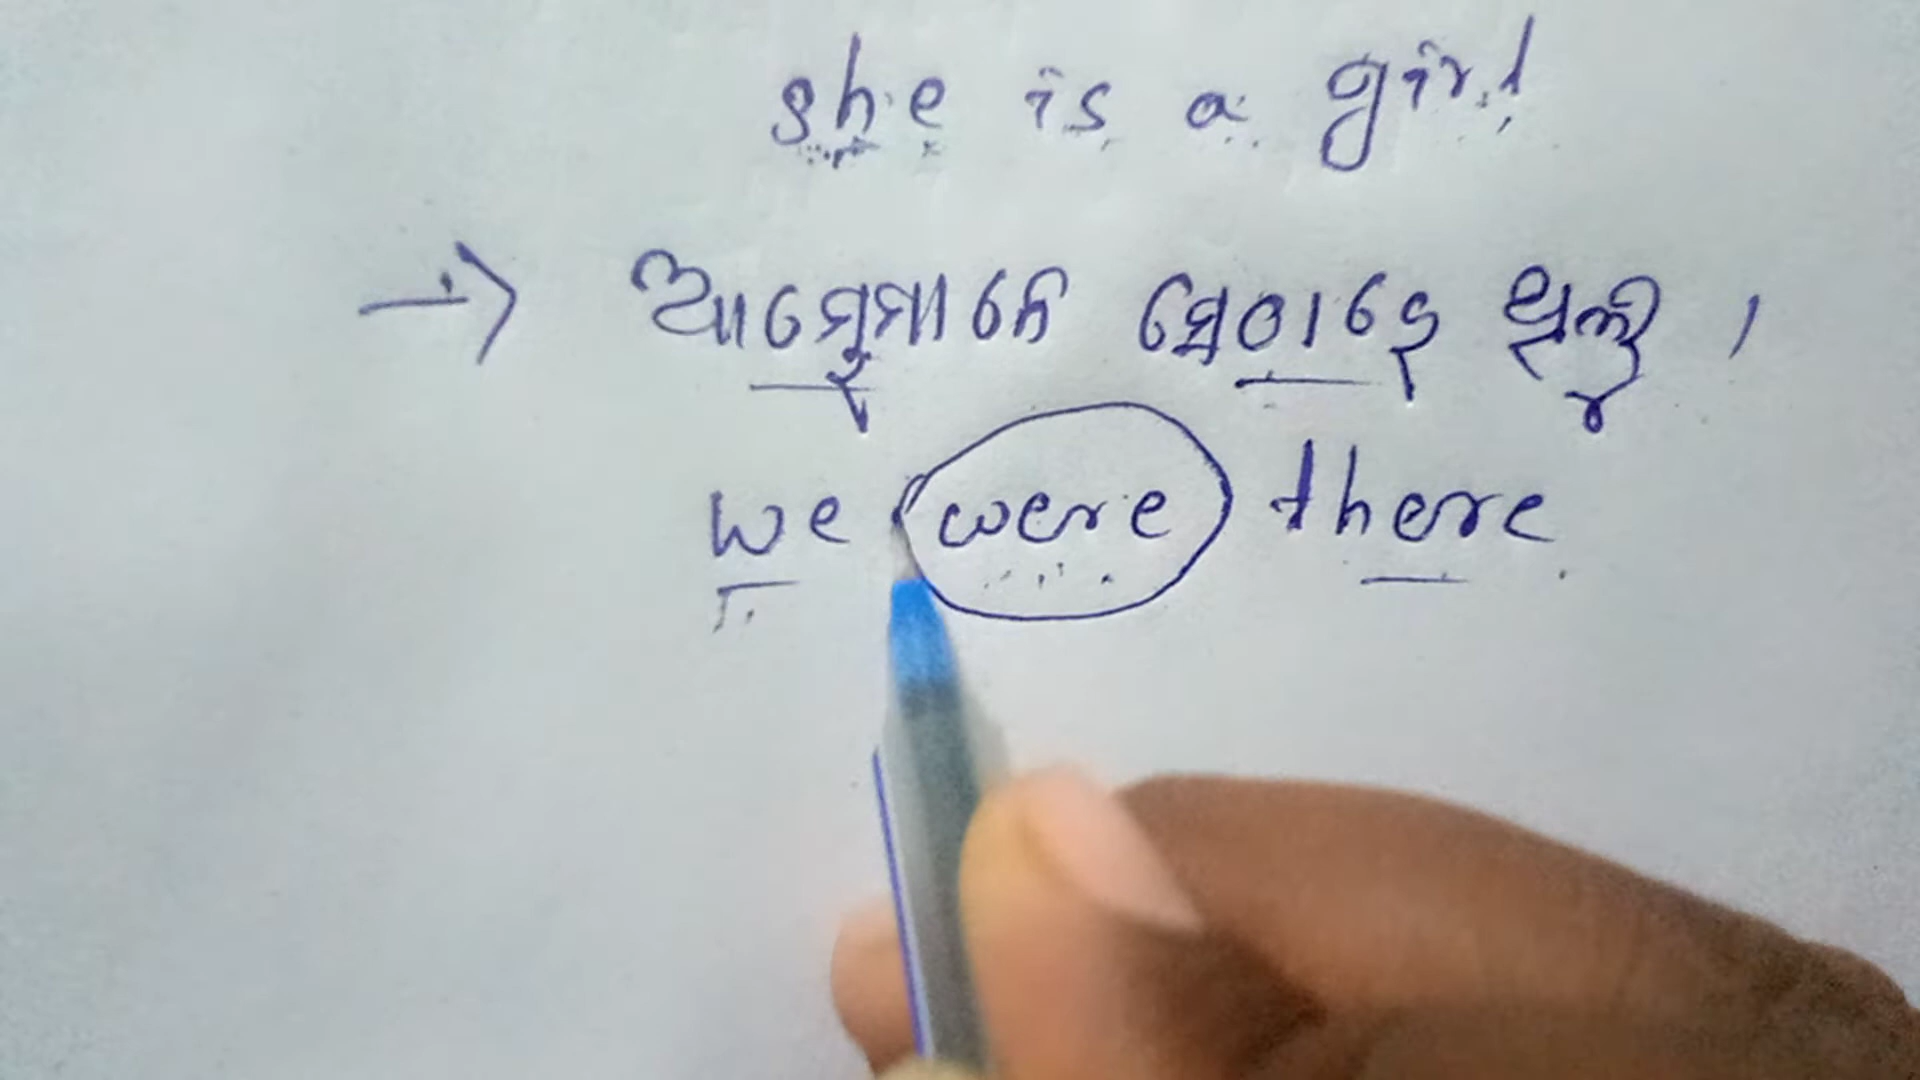 she is a girl
→ ଆମ୍ଭେମାନେ ସେଠାରେ ଥିଲୁ ।
we were there